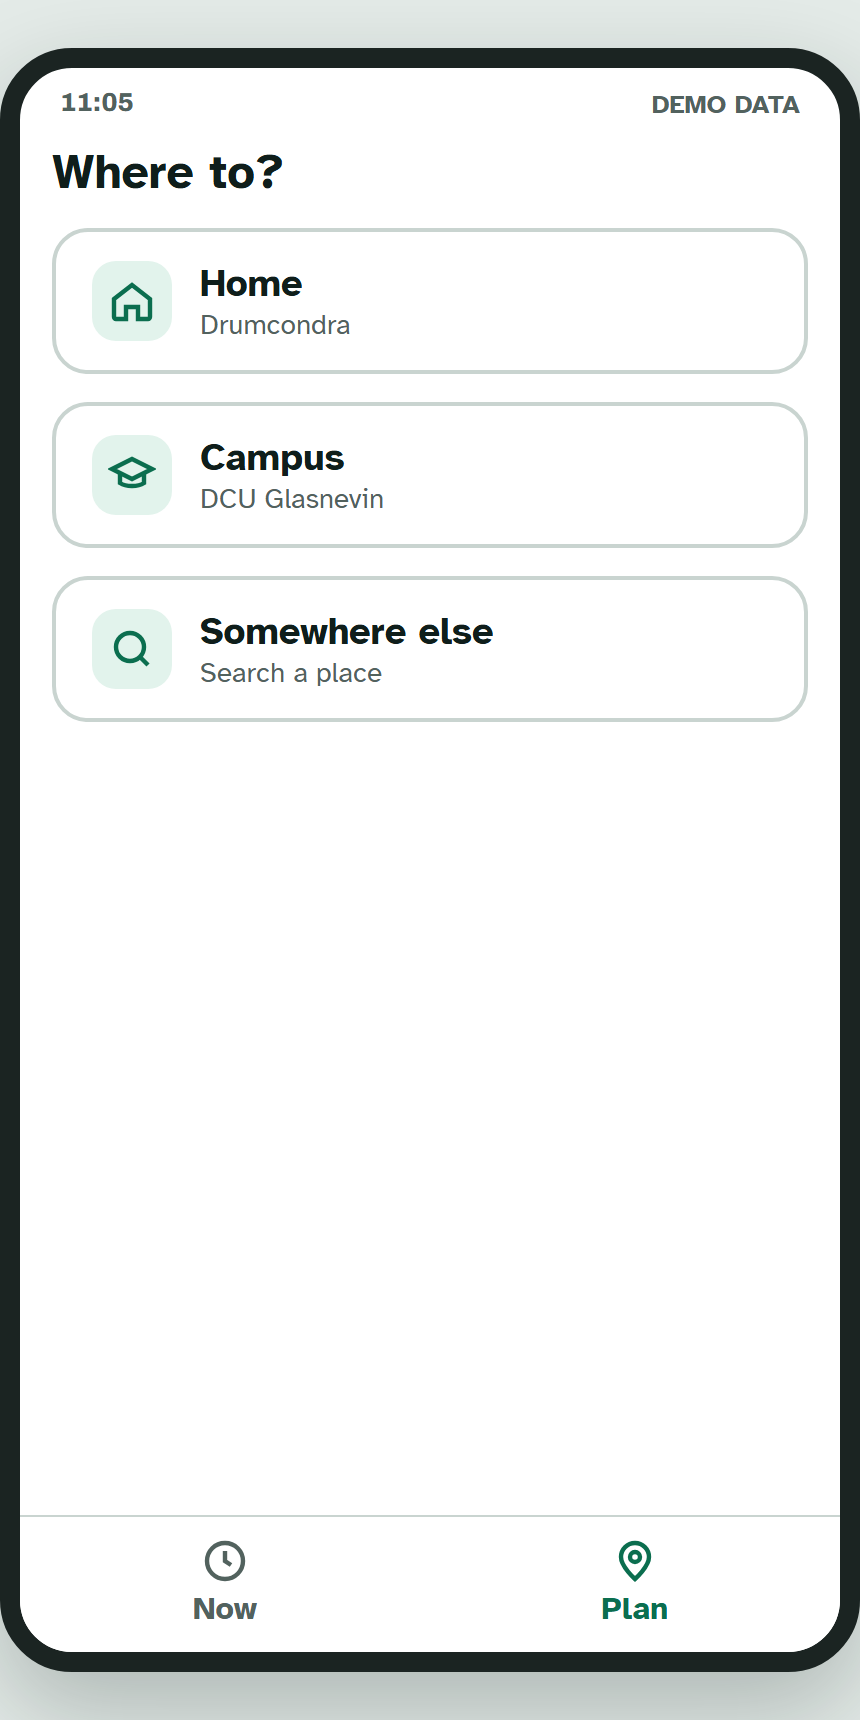 11:05
DEMO DATA
Where to?
Home
Drumcondra
Campus
DCU Glasnevin
Somewhere else
Search a place
Now
Plan